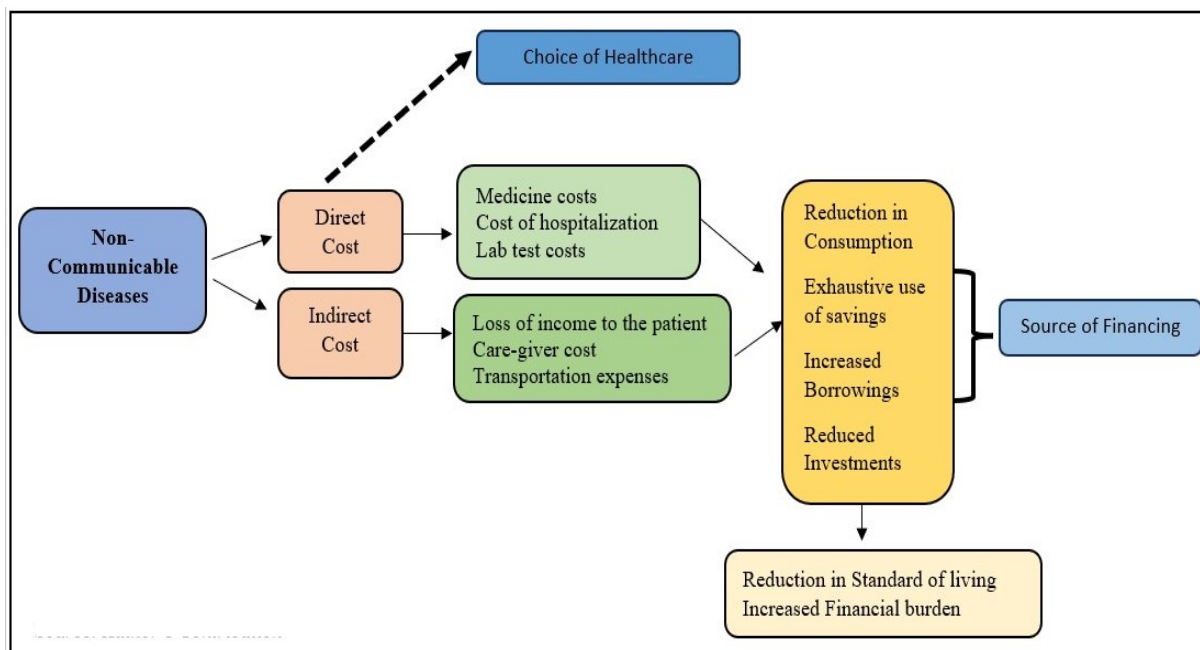 Choice of Healthcare
Non-
Communicable
Diseases
Direct
Cost
Indirect
Cost
Medicine costs
Cost of hospitalization
Lab test costs
Loss of income to the patient
Care-giver cost
Transportation expenses
Reduction in
Consumption
Exhaustive use
of savings
Increased
Borrowings
Reduced
Investments
Source of Financing
Reduction in Standard of living
Increased Financial burden